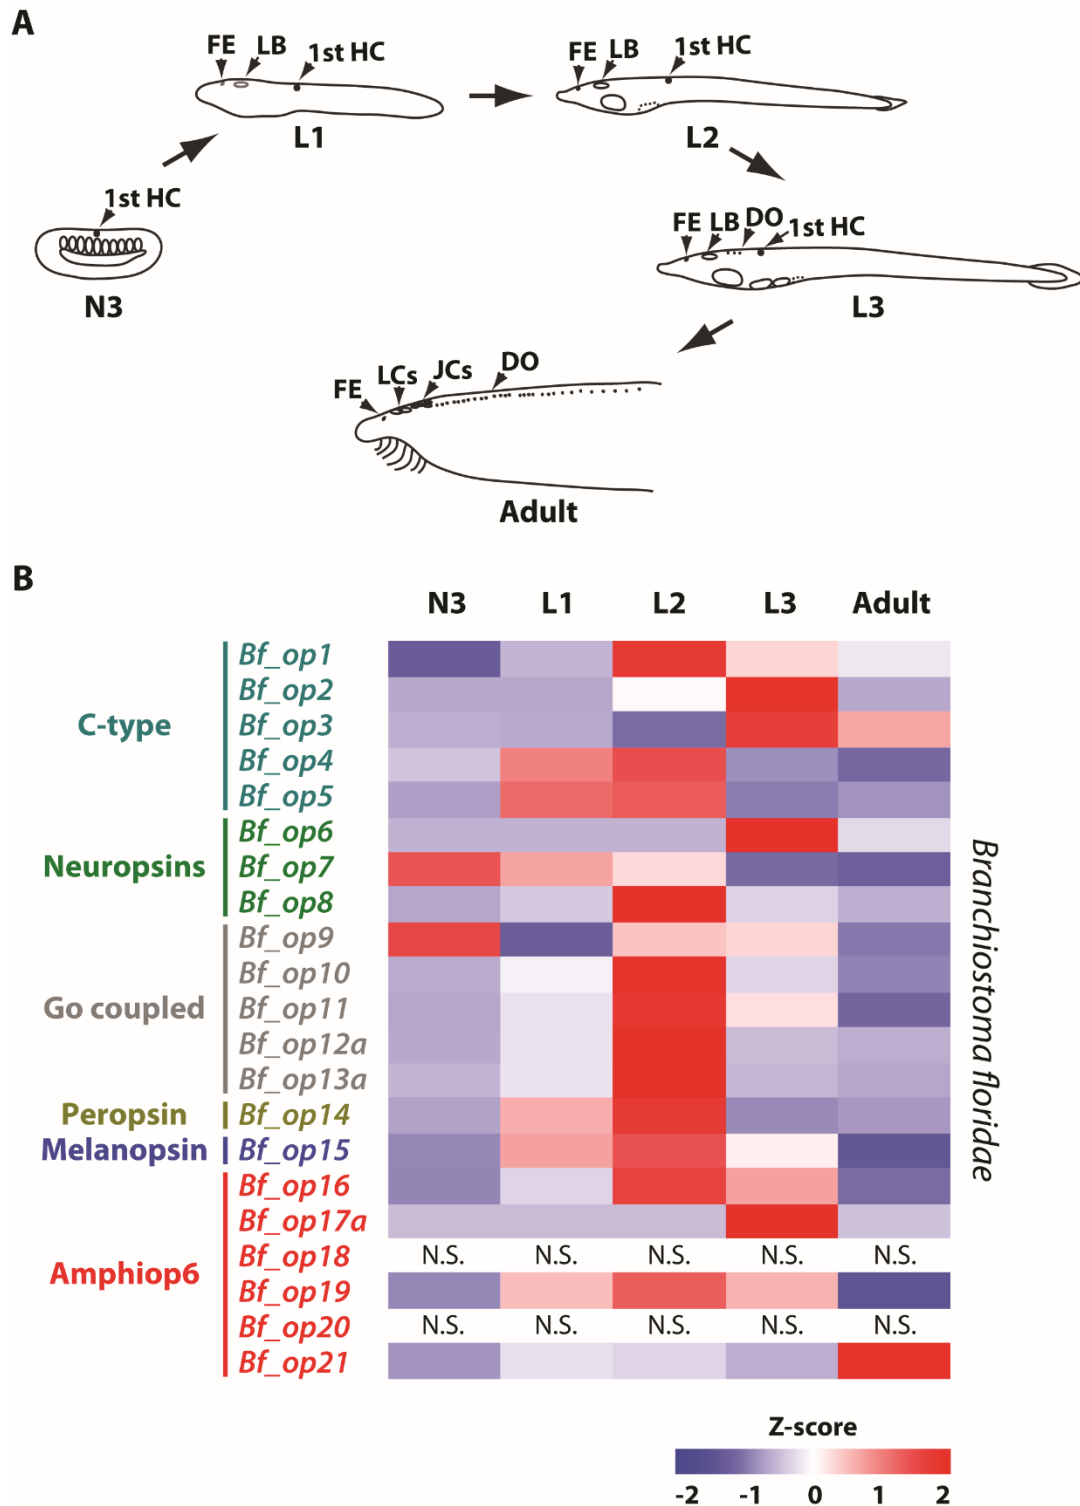 A
FE LB 1st HC
L1
FE LB 1st HC
L2
1st HC
N3
FE LB DO 1st HC
L3
FE LCs JCs DO
Adult
B
N3 L1 L2 L3 Adult
C-type
Bf_op1
Bf_op2
Bf_op3
Bf_op4
Bf_op5
Neuropsins
Bf_op6
Bf_op7
Bf_op8
Go coupled
Bf_op9
Bf_op10
Bf_op11
Bf_op12a
Bf_op13a
Peropsin Bf_op14
Melanopsin Bf_op15
Amphiop6
Bf_op16
Bf_op17a
Bf_op18 N.S. N.S. N.S. N.S. N.S.
Bf_op19
Bf_op20 N.S. N.S. N.S. N.S. N.S.
Bf_op21
Branchiostoma floridae
Z-score
-2 -1 0 1 2